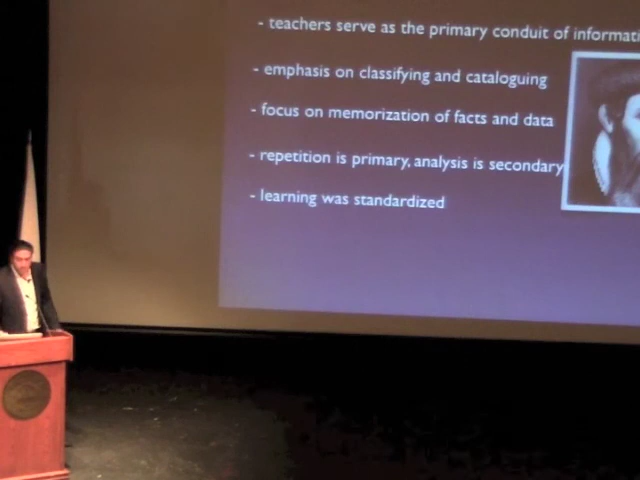 - teachers serve as the primary conduit of informati
- emphasis on classifying and cataloguing
- focus on memorization of facts and data
- repetition is primary, analysis is secondary
- learning was standardized